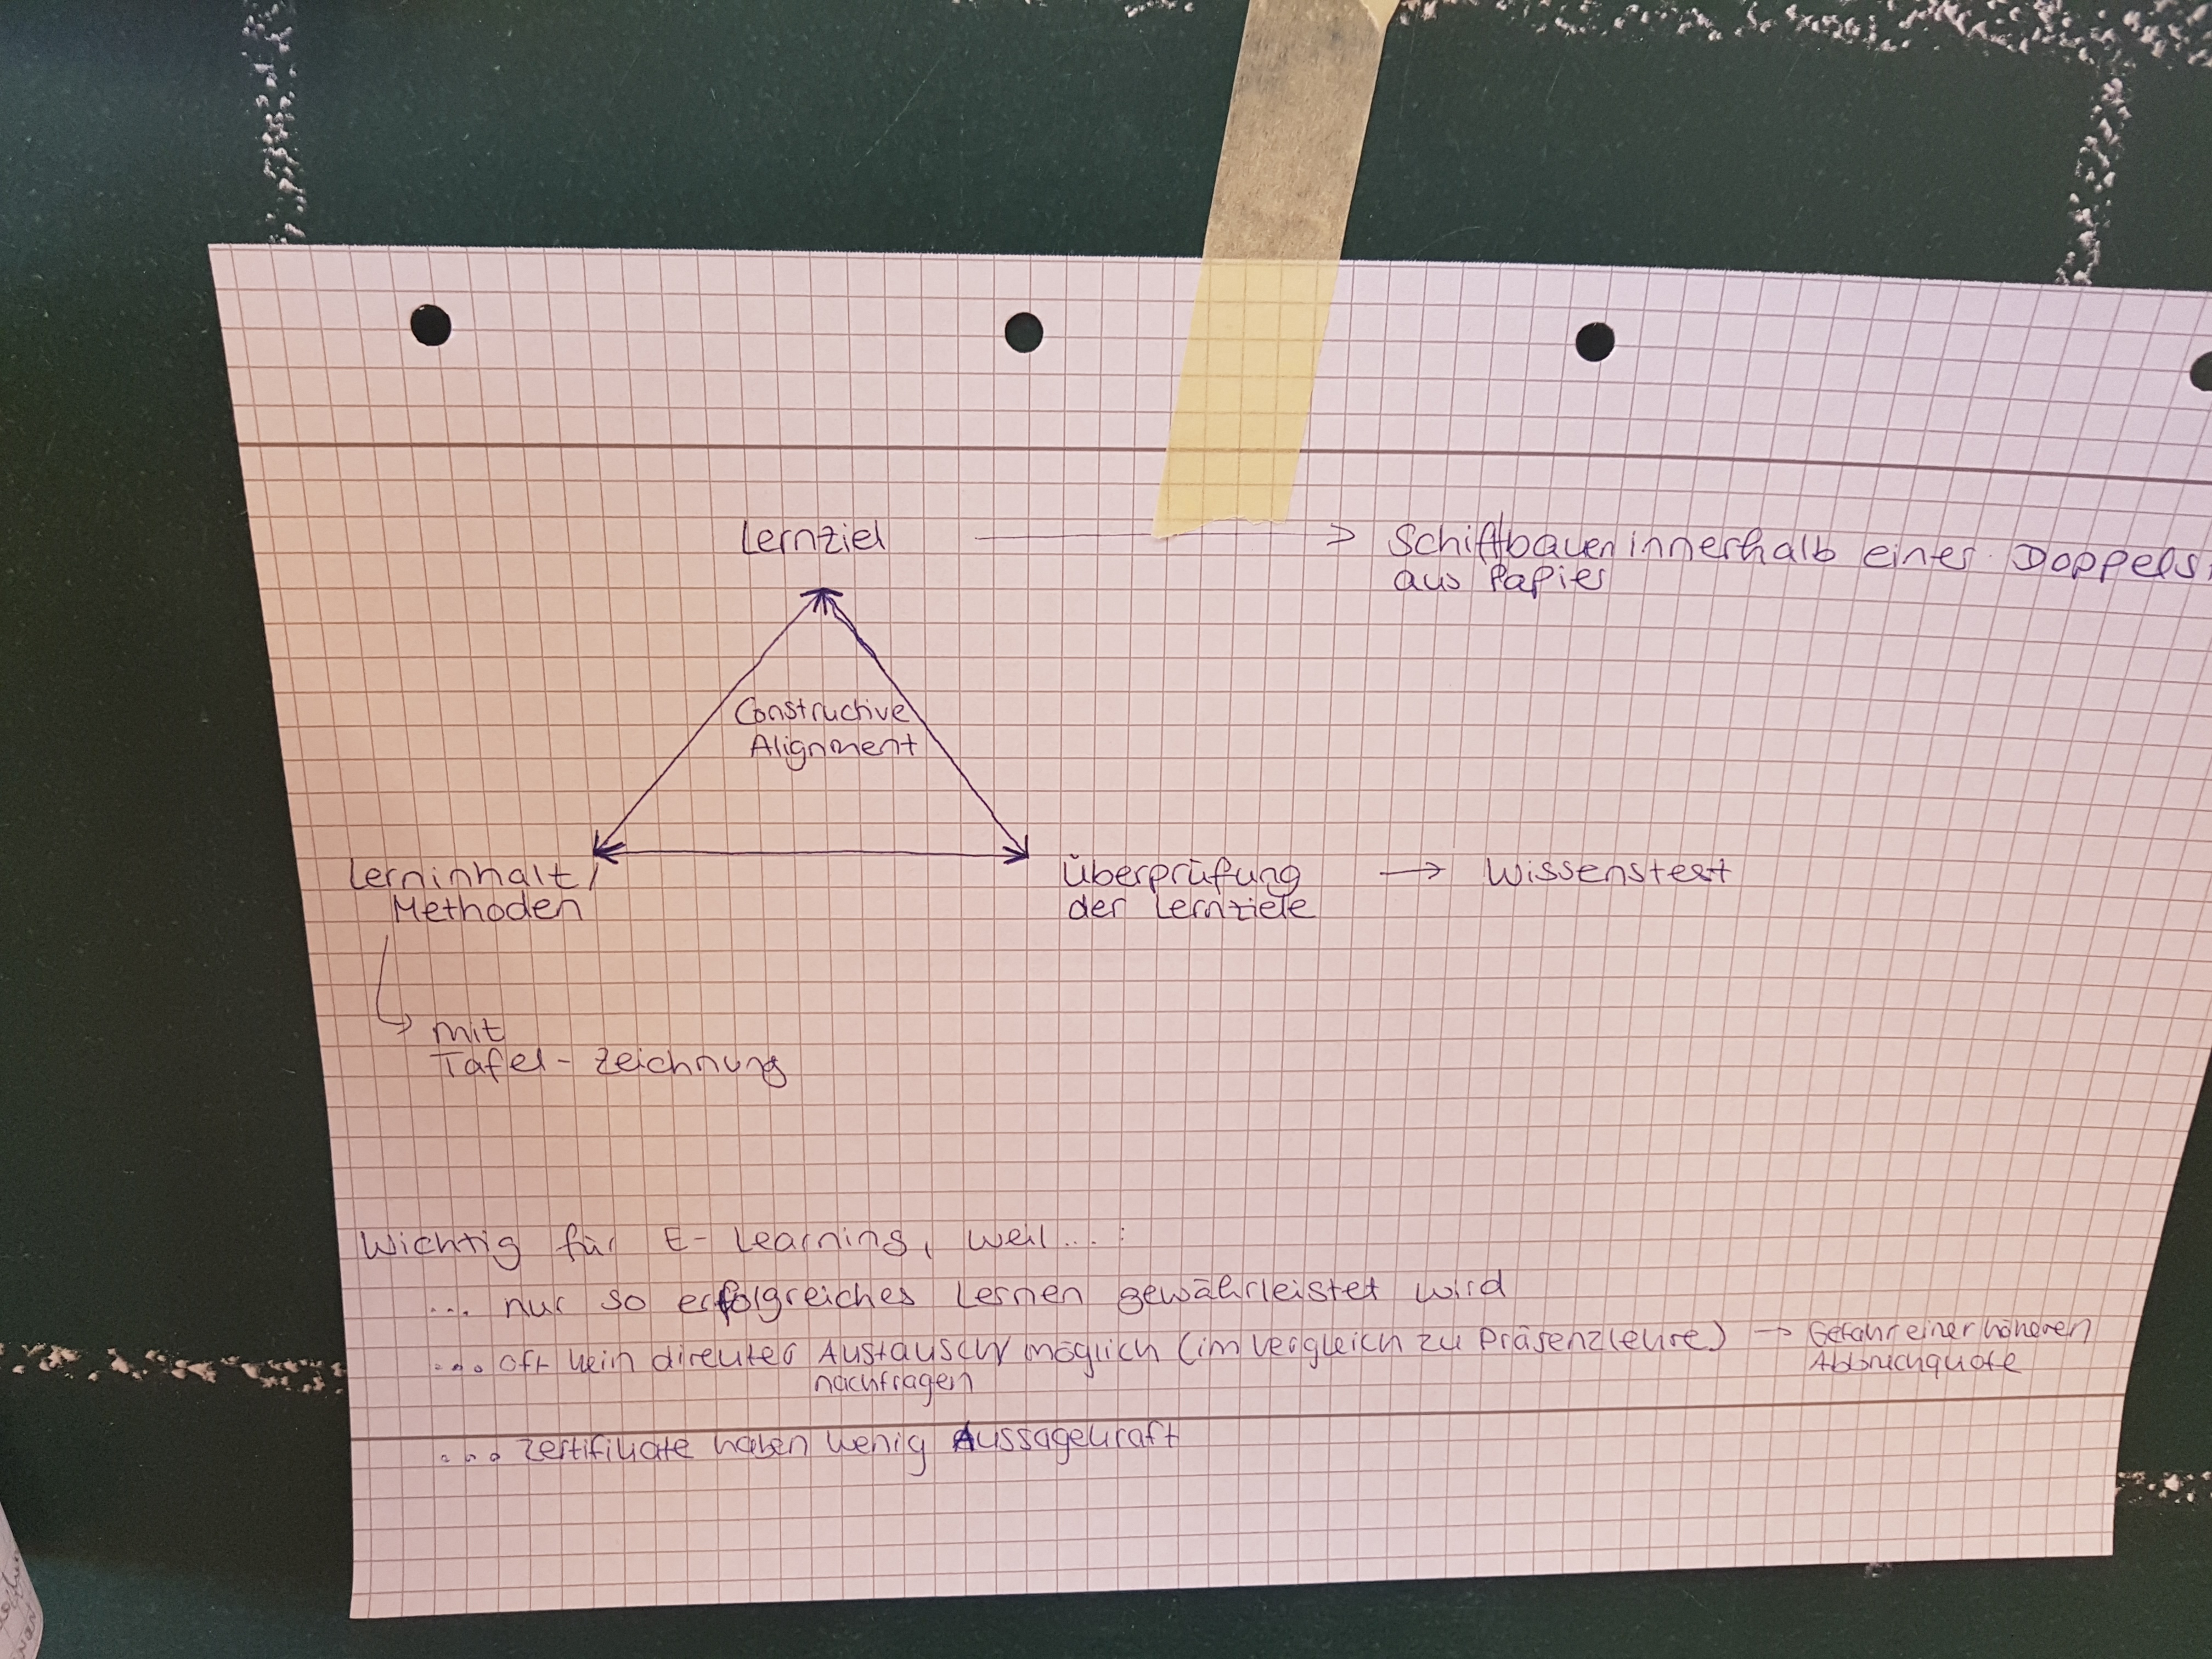 Lernziel → Schiffbauen innerhalb eines Doppels
aus Papier
Constructive
Alignment
Lerninhalt /
Methoden
Überprüfung → Wissenstest
der Lernziele
mit
Tafel-Zeichnung
Wichtig für E-Learning, weil...:
... nur so erfolgreiches Lernen gewährleistet wird
... oft kein direkter Austausch/ möglich (im Vergleich zu Präsenzlehre) → Gefahr einer höheren
nachfragen
Abbruchquote
... Zertifikate haben wenig Aussagekraft